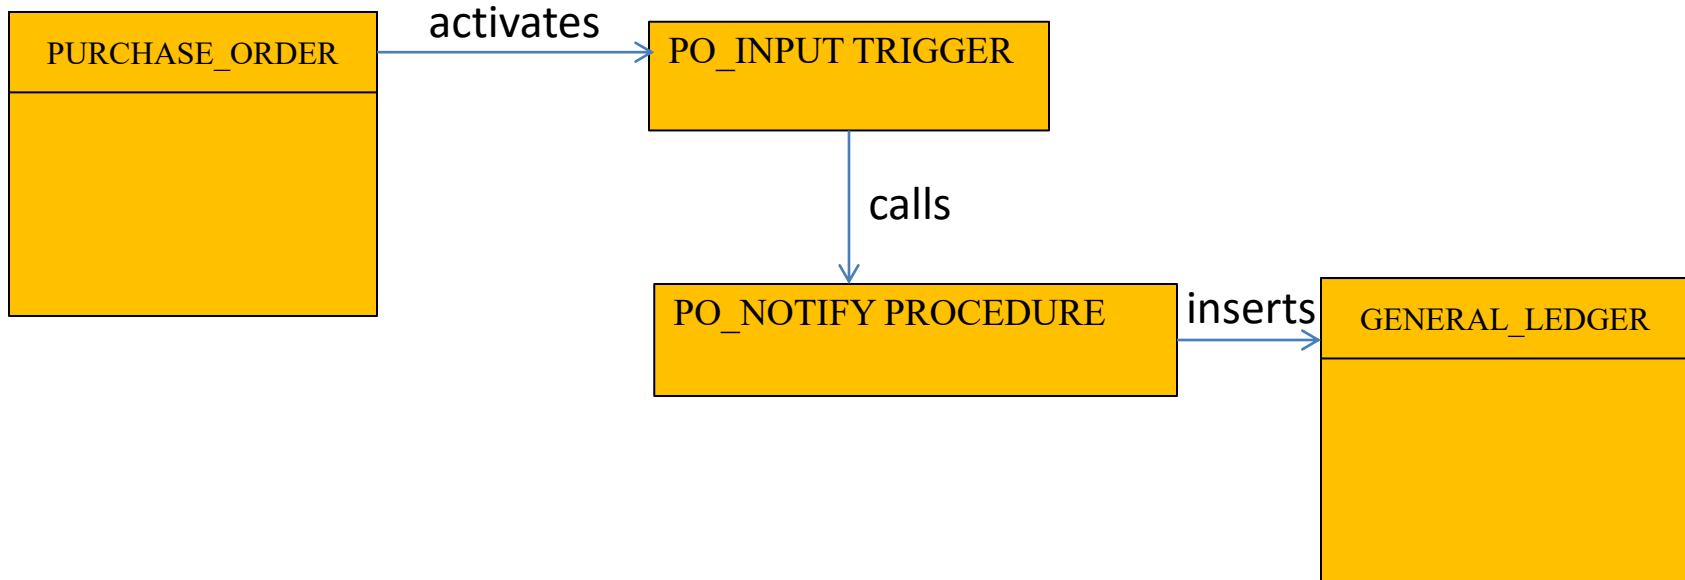 PURCHASE_ORDER
activates
PO_INPUT TRIGGER
calls
PO_NOTIFY PROCEDURE
inserts
GENERAL_LEDGER